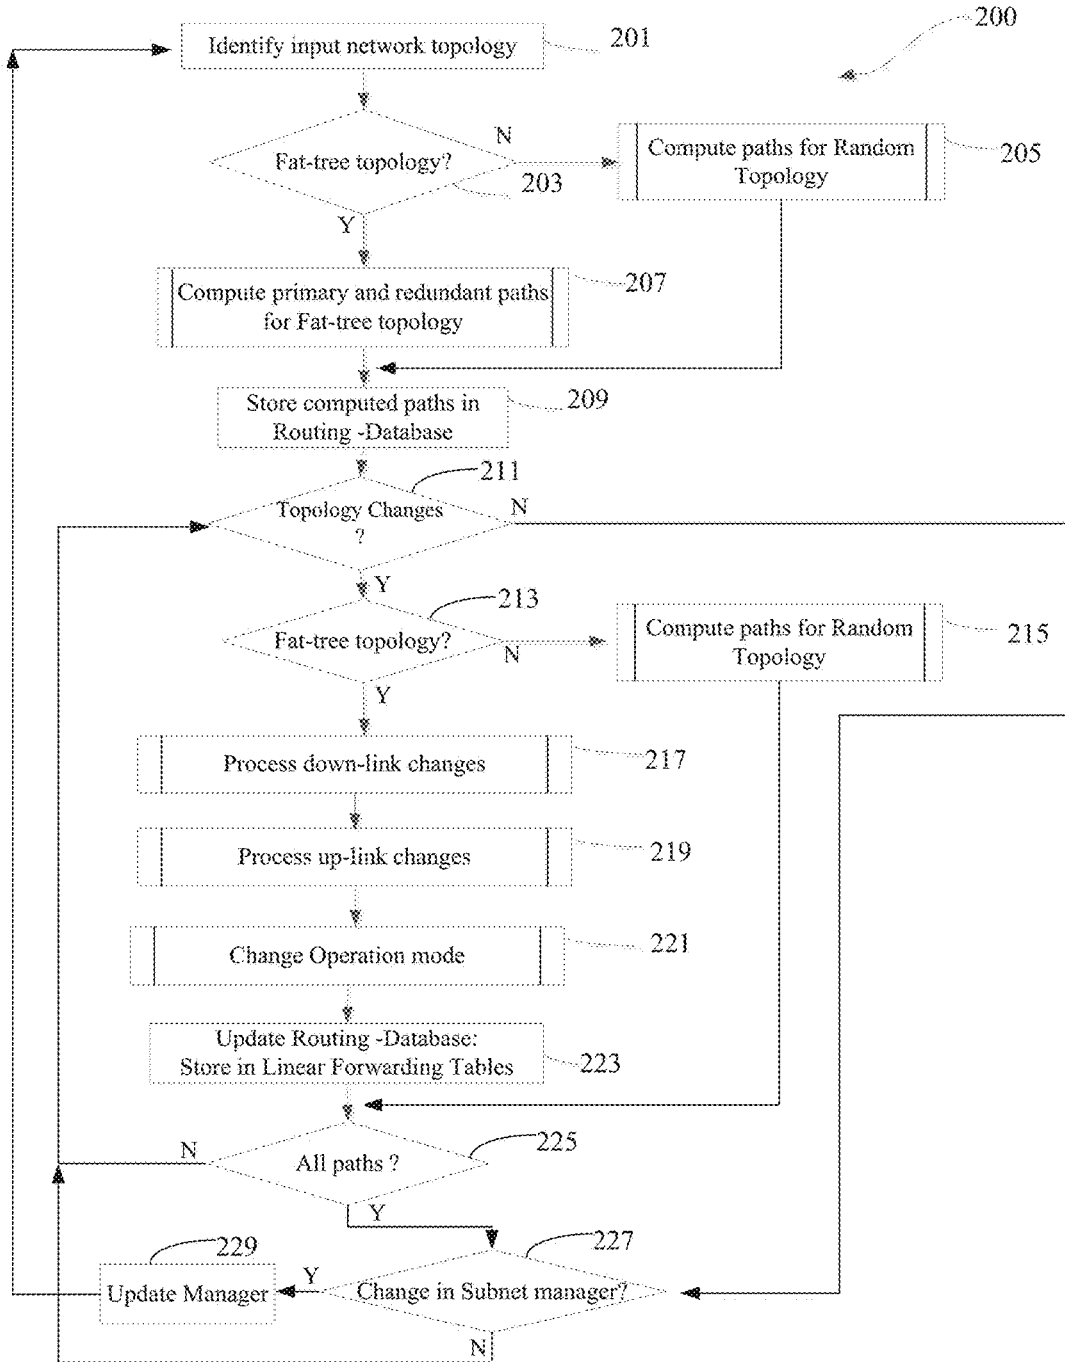 200
Identify input network topology
201
N
Fat-tree topology?
203
Compute paths for Random
Topology
205
Y
Compute primary and redundant paths
for Fat-tree topology
207
Store computed paths in
Routing -Database
209
211
Topology Changes
?
N
Y
213
Fat-tree topology?
N
Compute paths for Random
Topology
215
Y
Process down-link changes
217
Process up-link changes
219
Change Operation mode
221
Update Routing -Database:
Store in Linear Forwarding Tables
223
N
All paths ?
225
Y
229
Update Manager
Y
Change in Subnet manager?
227
N